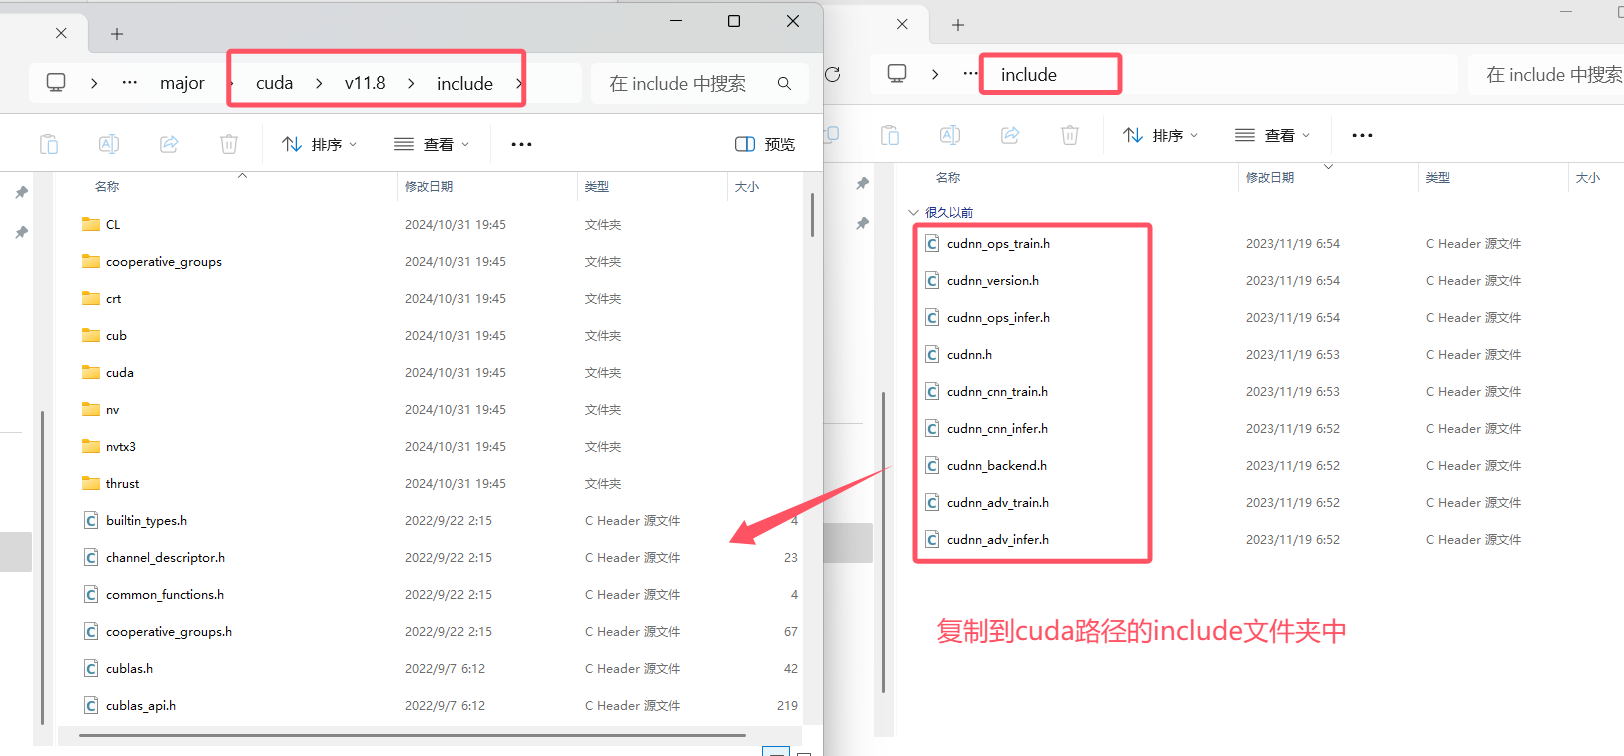 major cuda v11.8 include
在 include 中搜索
排序 查看 预览
名称 修改日期 类型 大小
CL 2024/10/31 19:45 文件夹
cooperative_groups 2024/10/31 19:45 文件夹
crt 2024/10/31 19:45 文件夹
cub 2024/10/31 19:45 文件夹
cuda 2024/10/31 19:45 文件夹
nv 2024/10/31 19:45 文件夹
nvtx3 2024/10/31 19:45 文件夹
thrust 2024/10/31 19:45 文件夹
builtin_types.h 2022/9/22 2:15 C Header 源文件 4
channel_descriptor.h 2022/9/22 2:15 C Header 源文件 23
common_functions.h 2022/9/22 2:15 C Header 源文件 4
cooperative_groups.h 2022/9/22 2:15 C Header 源文件 67
cublas.h 2022/9/7 6:12 C Header 源文件 42
cublas_api.h 2022/9/7 6:12 C Header 源文件 219
include
在 include 中搜索
排序 查看
名称 修改日期 类型 大小
很久以前
cudnn_ops_train.h 2023/11/19 6:54 C Header 源文件
cudnn_version.h 2023/11/19 6:54 C Header 源文件
cudnn_ops_infer.h 2023/11/19 6:54 C Header 源文件
cudnn.h 2023/11/19 6:53 C Header 源文件
cudnn_cnn_train.h 2023/11/19 6:53 C Header 源文件
cudnn_cnn_infer.h 2023/11/19 6:52 C Header 源文件
cudnn_backend.h 2023/11/19 6:52 C Header 源文件
cudnn_adv_train.h 2023/11/19 6:52 C Header 源文件
cudnn_adv_infer.h 2023/11/19 6:52 C Header 源文件
复制到cuda路径的include文件夹中